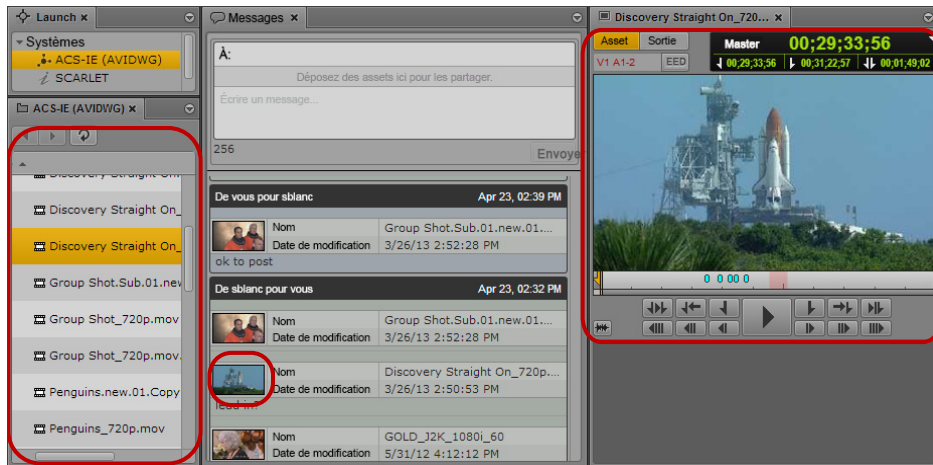 Launch x
Systèmes
ACS-IE (AVIDWG)
SCARLET
ACS-IE (AVIDWG) x
Discovery Straight On_
Discovery Straight On_
Group Shot.Sub.01.new
Group Shot_720p.mov
Group Shot_720p.mov.
Penguins.new.01.Copy
Penguins_720p.mov
Messages x
À:
Déposez des assets ici pour les partager.
Écrire un message...
256
Envoye
De vous pour sblanc Apr 23, 02:39 PM
Nom Group Shot.Sub.01.new.01....
Date de modification 3/26/13 2:52:28 PM
ok to post
De sblanc pour vous Apr 23, 02:32 PM
Nom Group Shot.Sub.01.new.01....
Date de modification 3/26/13 2:52:28 PM
Nom Discovery Straight On_720p....
Date de modification 3/26/13 2:50:53 PM
lead in?
Nom GOLD_J2K_1080i_60
Date de modification 5/31/12 4:12:12 PM
Discovery Straight On_720... x
Asset Sortie Master 00;29;33;56
V1 A1-2 EED 00;29;33;56 00;31;22;57 00;01;49;02
0 0 00 0